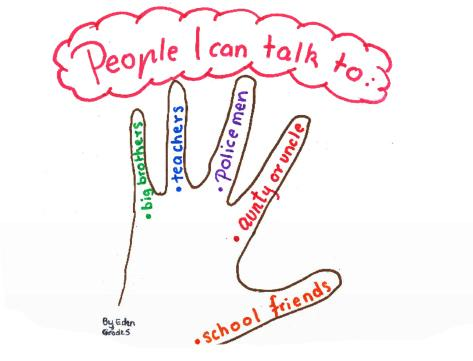 People I can talk to:
• big brothers
• teachers
• Police men
• aunty or uncle
• school friends
By Eden
Grade 5